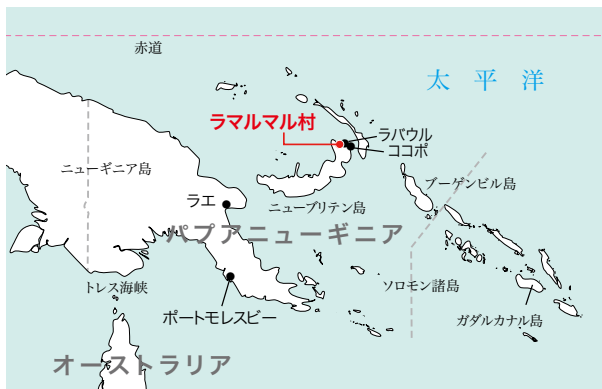 赤道
太平洋
ラマルマル村
ラバウル
ココポ
ニューギニア島
ブーゲンビル島
ラエ
ニューブリテン島
パプアニューギニア
トレス海峡
ソロモン諸島
ポートモレスビー
ガダルカナル島
オーストラリア